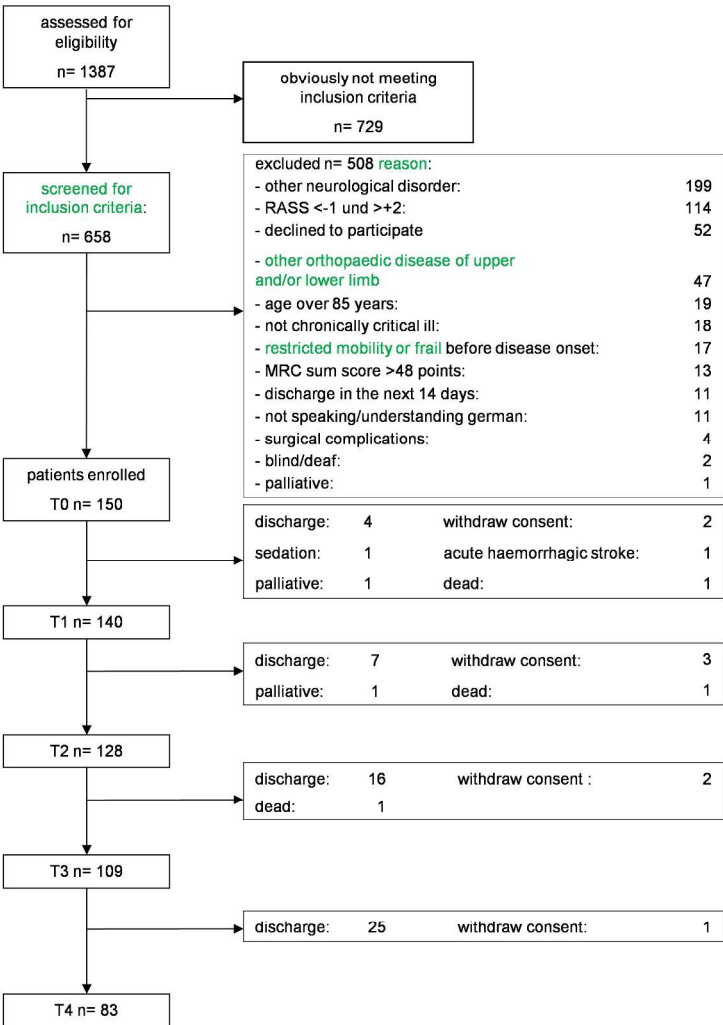 assessed for
eligibility
n= 1387
obviously not meeting
inclusion criteria
n= 729
screened for
inclusion criteria:
n= 658
excluded n= 508 reason:
- other neurological disorder: 199
- RASS <-1 und >+2: 114
- declined to participate 52
- other orthopaedic disease of upper
and/or lower limb 47
- age over 85 years: 19
- not chronically critical ill: 18
- restricted mobility or frail before disease onset: 17
- MRC sum score >48 points: 13
- discharge in the next 14 days: 11
- not speaking/understanding german: 11
- surgical complications: 4
- blind/deaf: 2
- palliative: 1
patients enrolled
T0 n= 150
discharge: 4 withdraw consent: 2
sedation: 1 acute haemorrhagic stroke: 1
palliative: 1 dead: 1
T1 n= 140
discharge: 7 withdraw consent: 3
palliative: 1 dead: 1
T2 n= 128
discharge: 16 withdraw consent : 2
dead: 1
T3 n= 109
discharge: 25 withdraw consent: 1
T4 n= 83